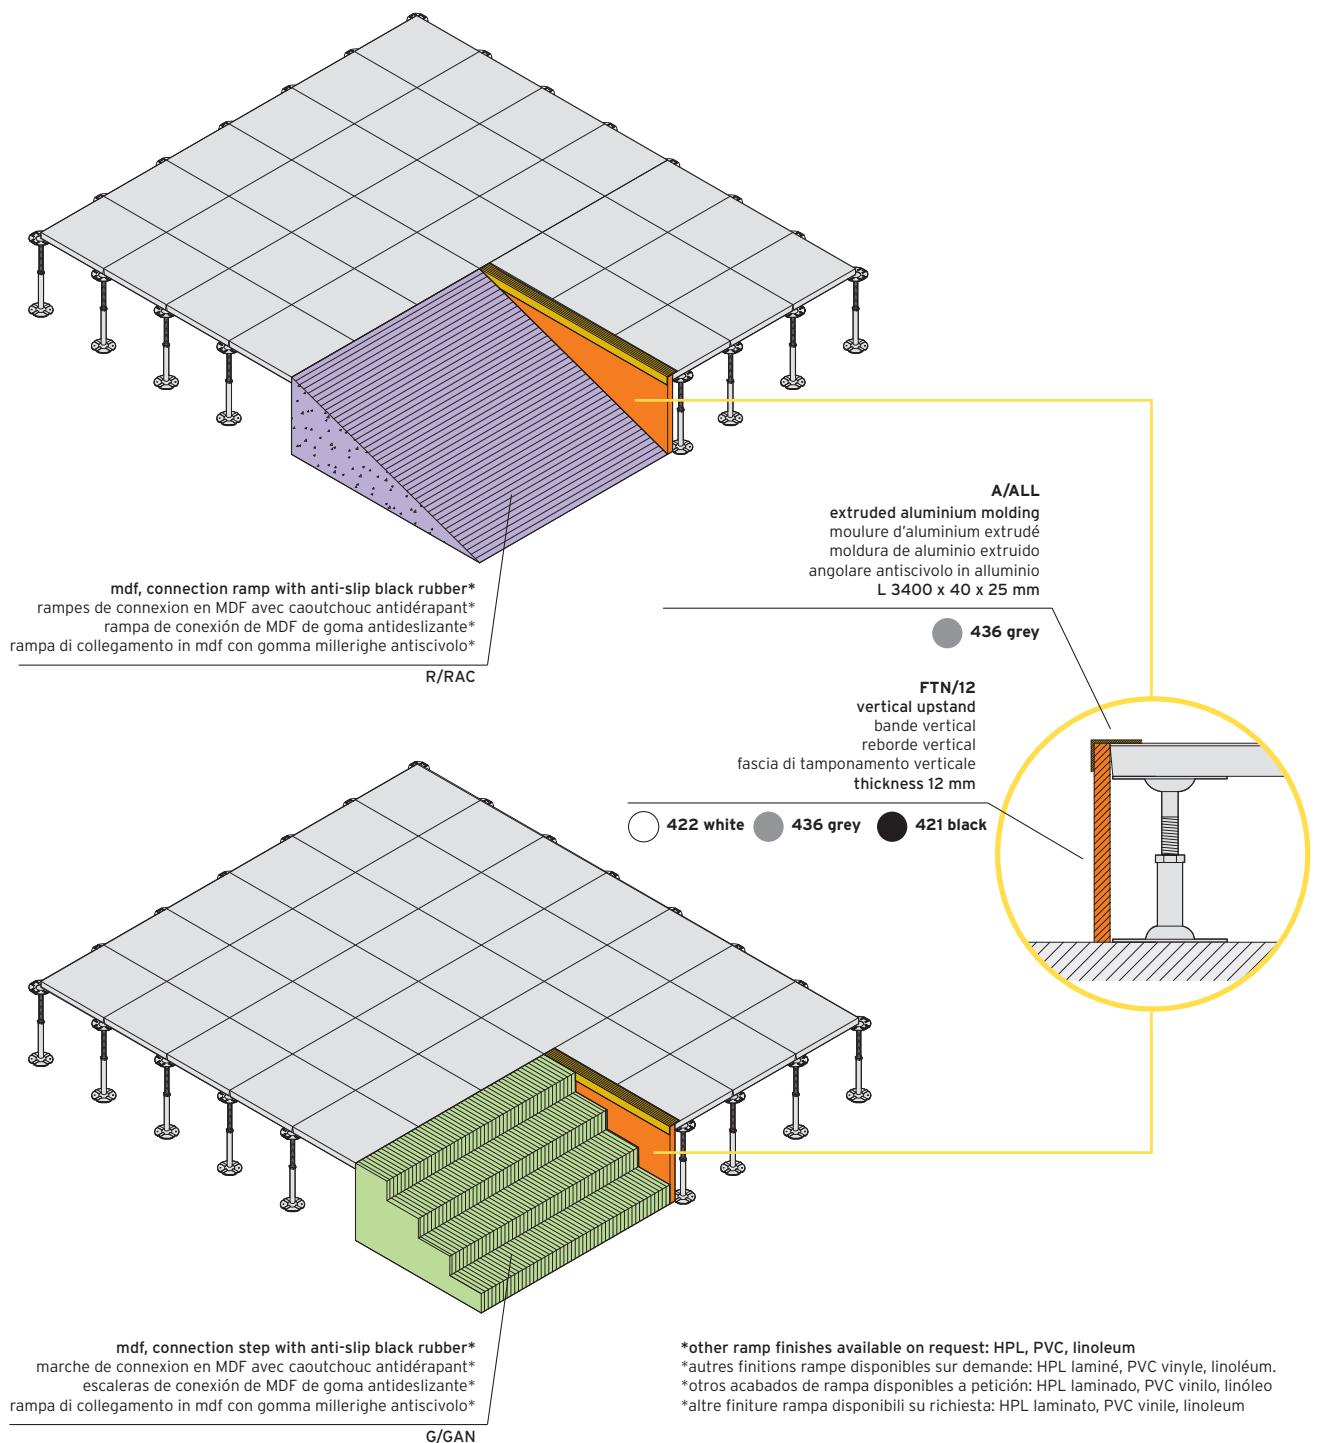 A/ALL
extruded aluminium molding
moulure d'aluminium extrudé
moldura de aluminio extruido
angolare antiscivolo in alluminio
L 3400 x 40 x 25 mm
436 grey
mdf, connection ramp with anti-slip black rubber*
rampes de connexion en MDF avec caoutchouc antidérapant*
rampa de conexión de MDF de goma antideslizante*
rampa di collegamento in mdf con gomma millerighe antiscivolo*
R/RAC
FTN/12
vertical upstand
bande vertical
reborde vertical
fascia di tamponamento verticale
thickness 12 mm
422 white 436 grey 421 black
mdf, connection step with anti-slip black rubber*
marche de connexion en MDF avec caoutchouc antidérapant*
escaleras de conexión de MDF de goma antideslizante*
rampa di collegamento in mdf con gomma millerighe antiscivolo*
G/GAN
*other ramp finishes available on request: HPL, PVC, linoleum
*autres finitions rampe disponibles sur demande: HPL laminé, PVC vinyle, linoléum.
*otros acabados de rampa disponibles a petición: HPL laminado, PVC vinilo, linóleo
*altre finiture rampa disponibili su richiesta: HPL laminato, PVC vinile, linoleum